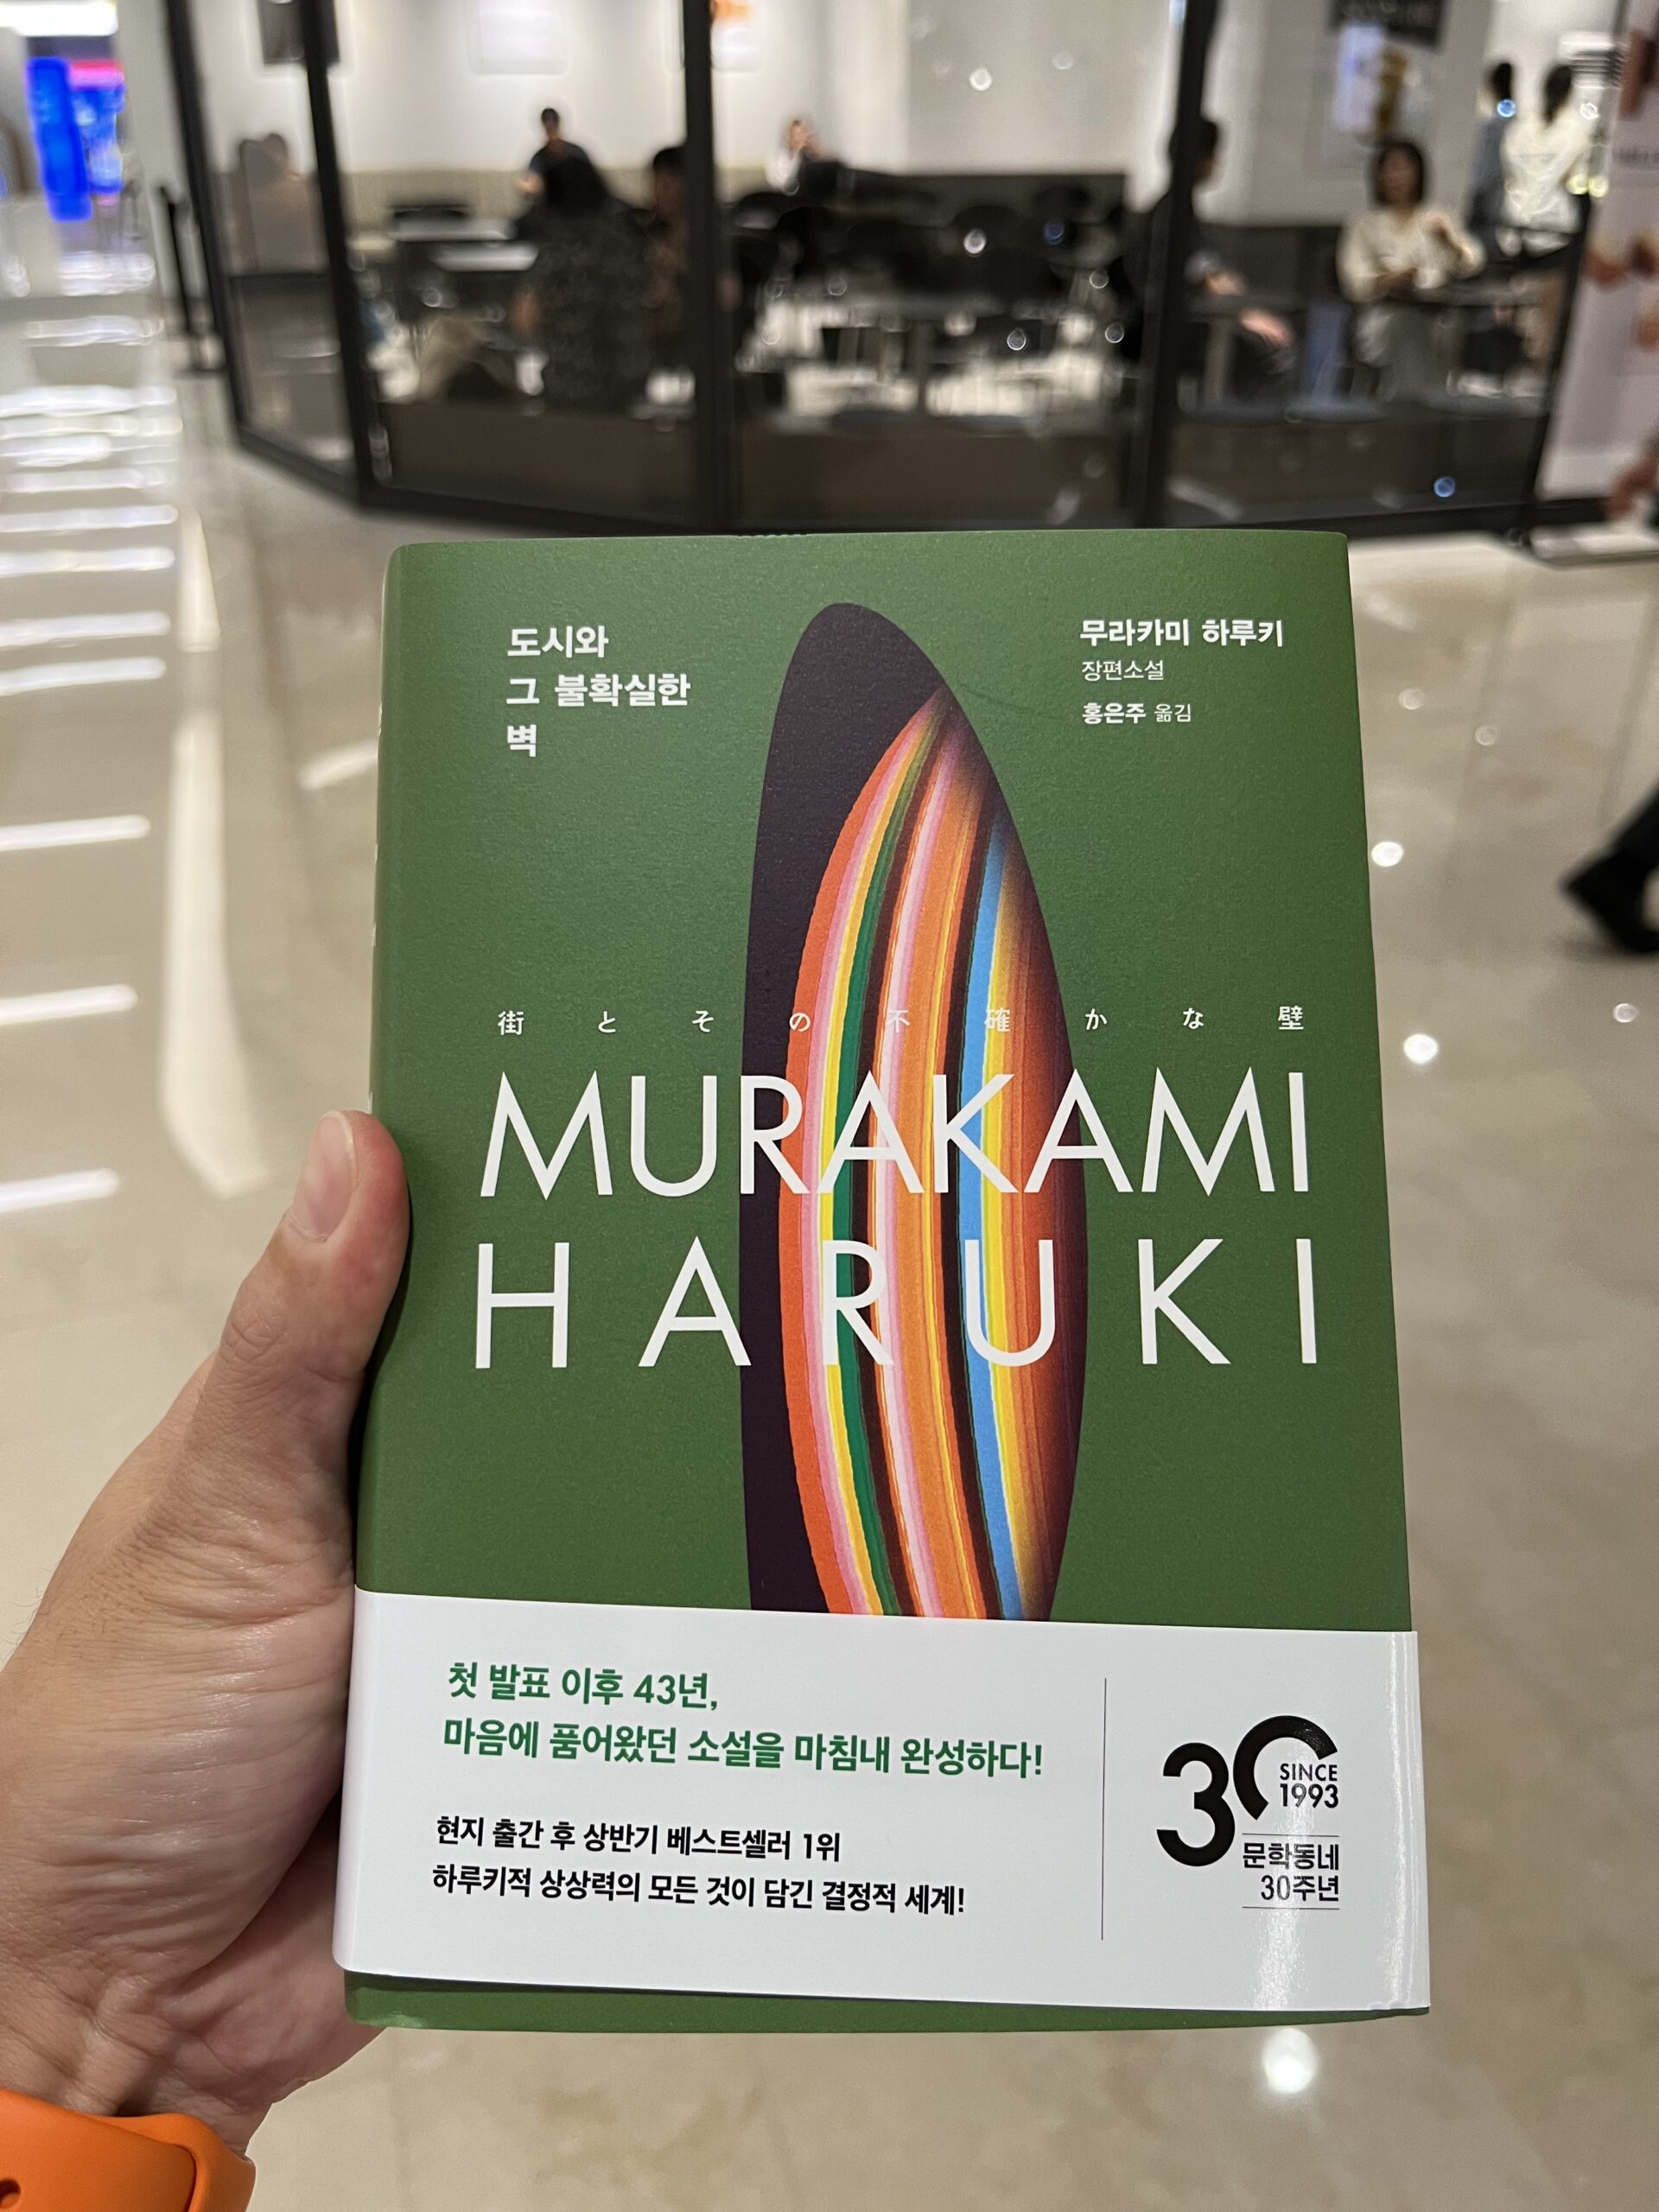 도시와
그 불확실한
벽
무라카미 하루키
장편소설
홍은주 옮김
街とその不確かな壁
MURAKAMI
HARUKI
첫 발표 이후 43년,
마음에 품어왔던 소설을 마침내 완성하다!
현지 출간 후 상반기 베스트셀러 1위
하루키적 상상력의 모든 것이 담긴 결정적 세계!
30
SINCE
1993
문학동네
30주년